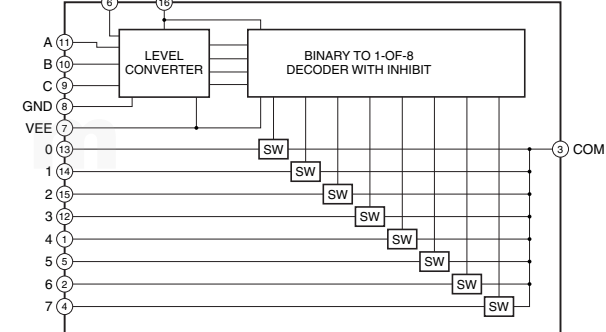 6 16
A 11
B 10
C 9
GND 8
VEE 7
LEVEL
CONVERTER
BINARY TO 1-OF-8
DECODER WITH INHIBIT
0 13 SW 3 COM
1 14 SW
2 15 SW
3 12 SW
4 1 SW
5 5 SW
6 2 SW
7 4 SW